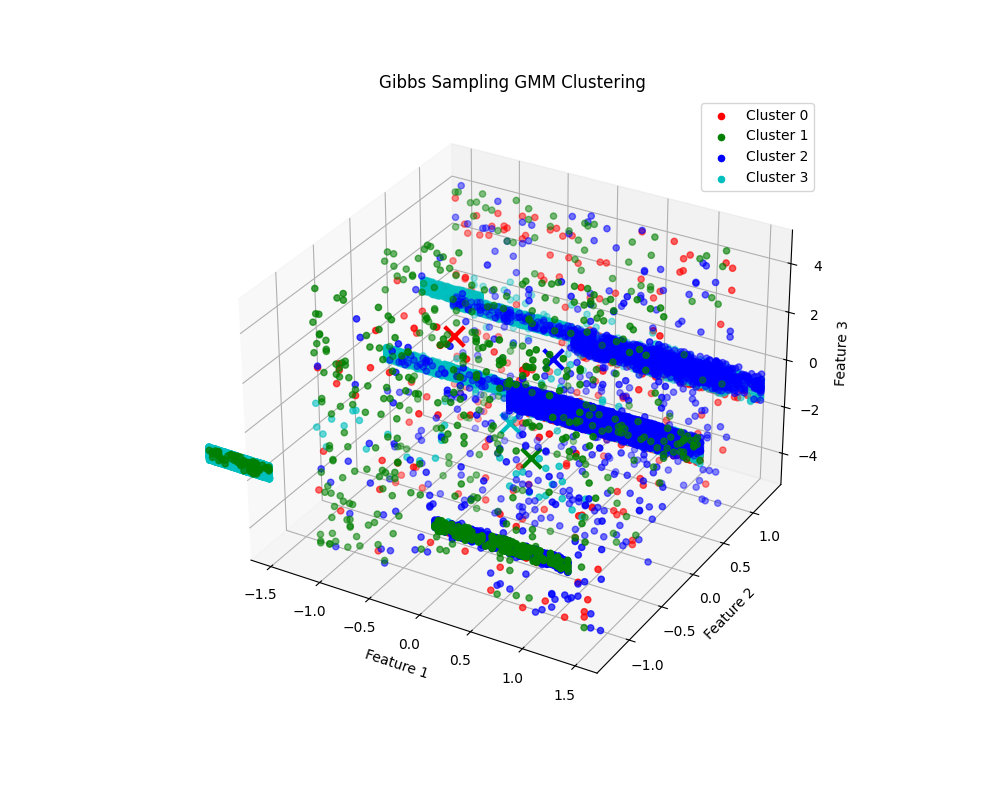 Gibbs Sampling GMM Clustering
Cluster 0
Cluster 1
Cluster 2
Cluster 3
4
2
0
−2
−4
Feature 3
1.0
0.5
0.0
−0.5
−1.0
Feature 2
−1.5
−1.0
−0.5
0.0
0.5
1.0
1.5
Feature 1